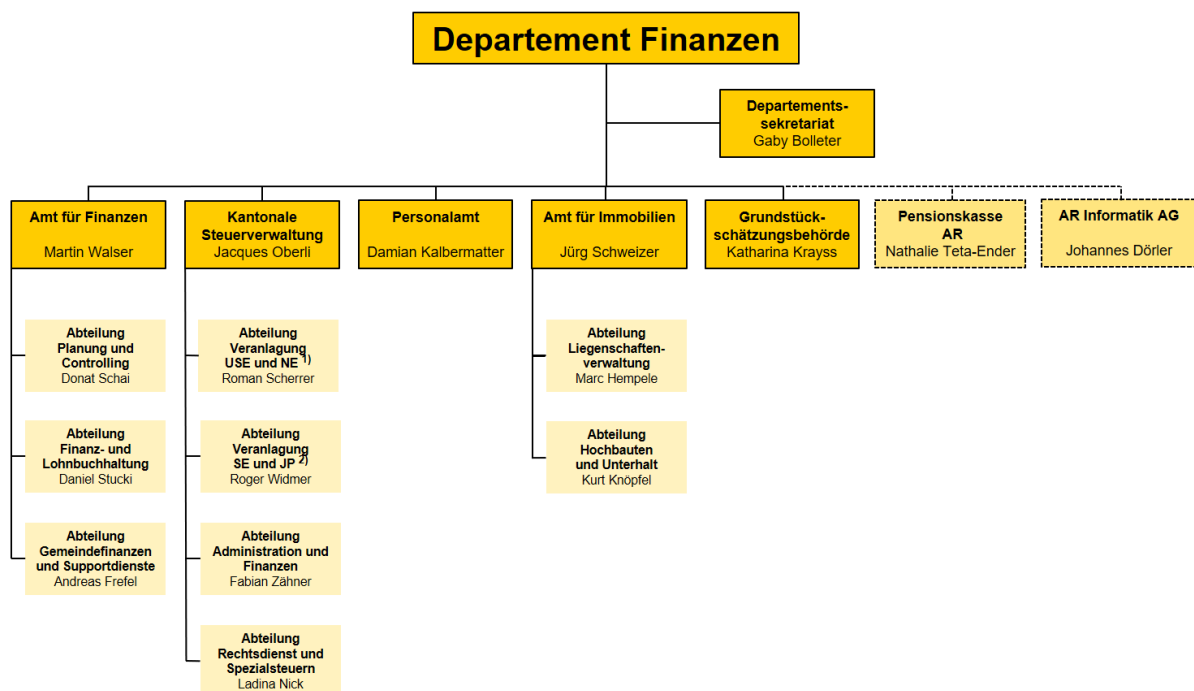 Departement Finanzen
Departements-
sekretariat
Gaby Bolleter
Amt für Finanzen
Martin Walser
Kantonale
Steuerverwaltung
Jacques Oberli
Personalamt
Damian Kalbermatter
Amt für Immobilien
Jürg Schweizer
Grundstück-
schätzungsbehörde
Katharina Krayss
Pensionskasse
AR
Nathalie Teta-Ender
AR Informatik AG
Johannes Dörler
Abteilung
Planung und
Controlling
Donat Schai
Abteilung
Finanz- und
Lohnbuchhaltung
Daniel Stucki
Abteilung
Gemeindefinanzen
und Supportdienste
Andreas Frefel
Abteilung
Veranlagung
USE und NE 1)
Roman Scherrer
Abteilung
Veranlagung
SE und JP 2)
Roger Widmer
Abteilung
Administration und
Finanzen
Fabian Zähner
Abteilung
Rechtsdienst und
Spezialsteuern
Ladina Nick
Abteilung
Liegenschaften-
verwaltung
Marc Hempele
Abteilung
Hochbauten
und Unterhalt
Kurt Knöpfel